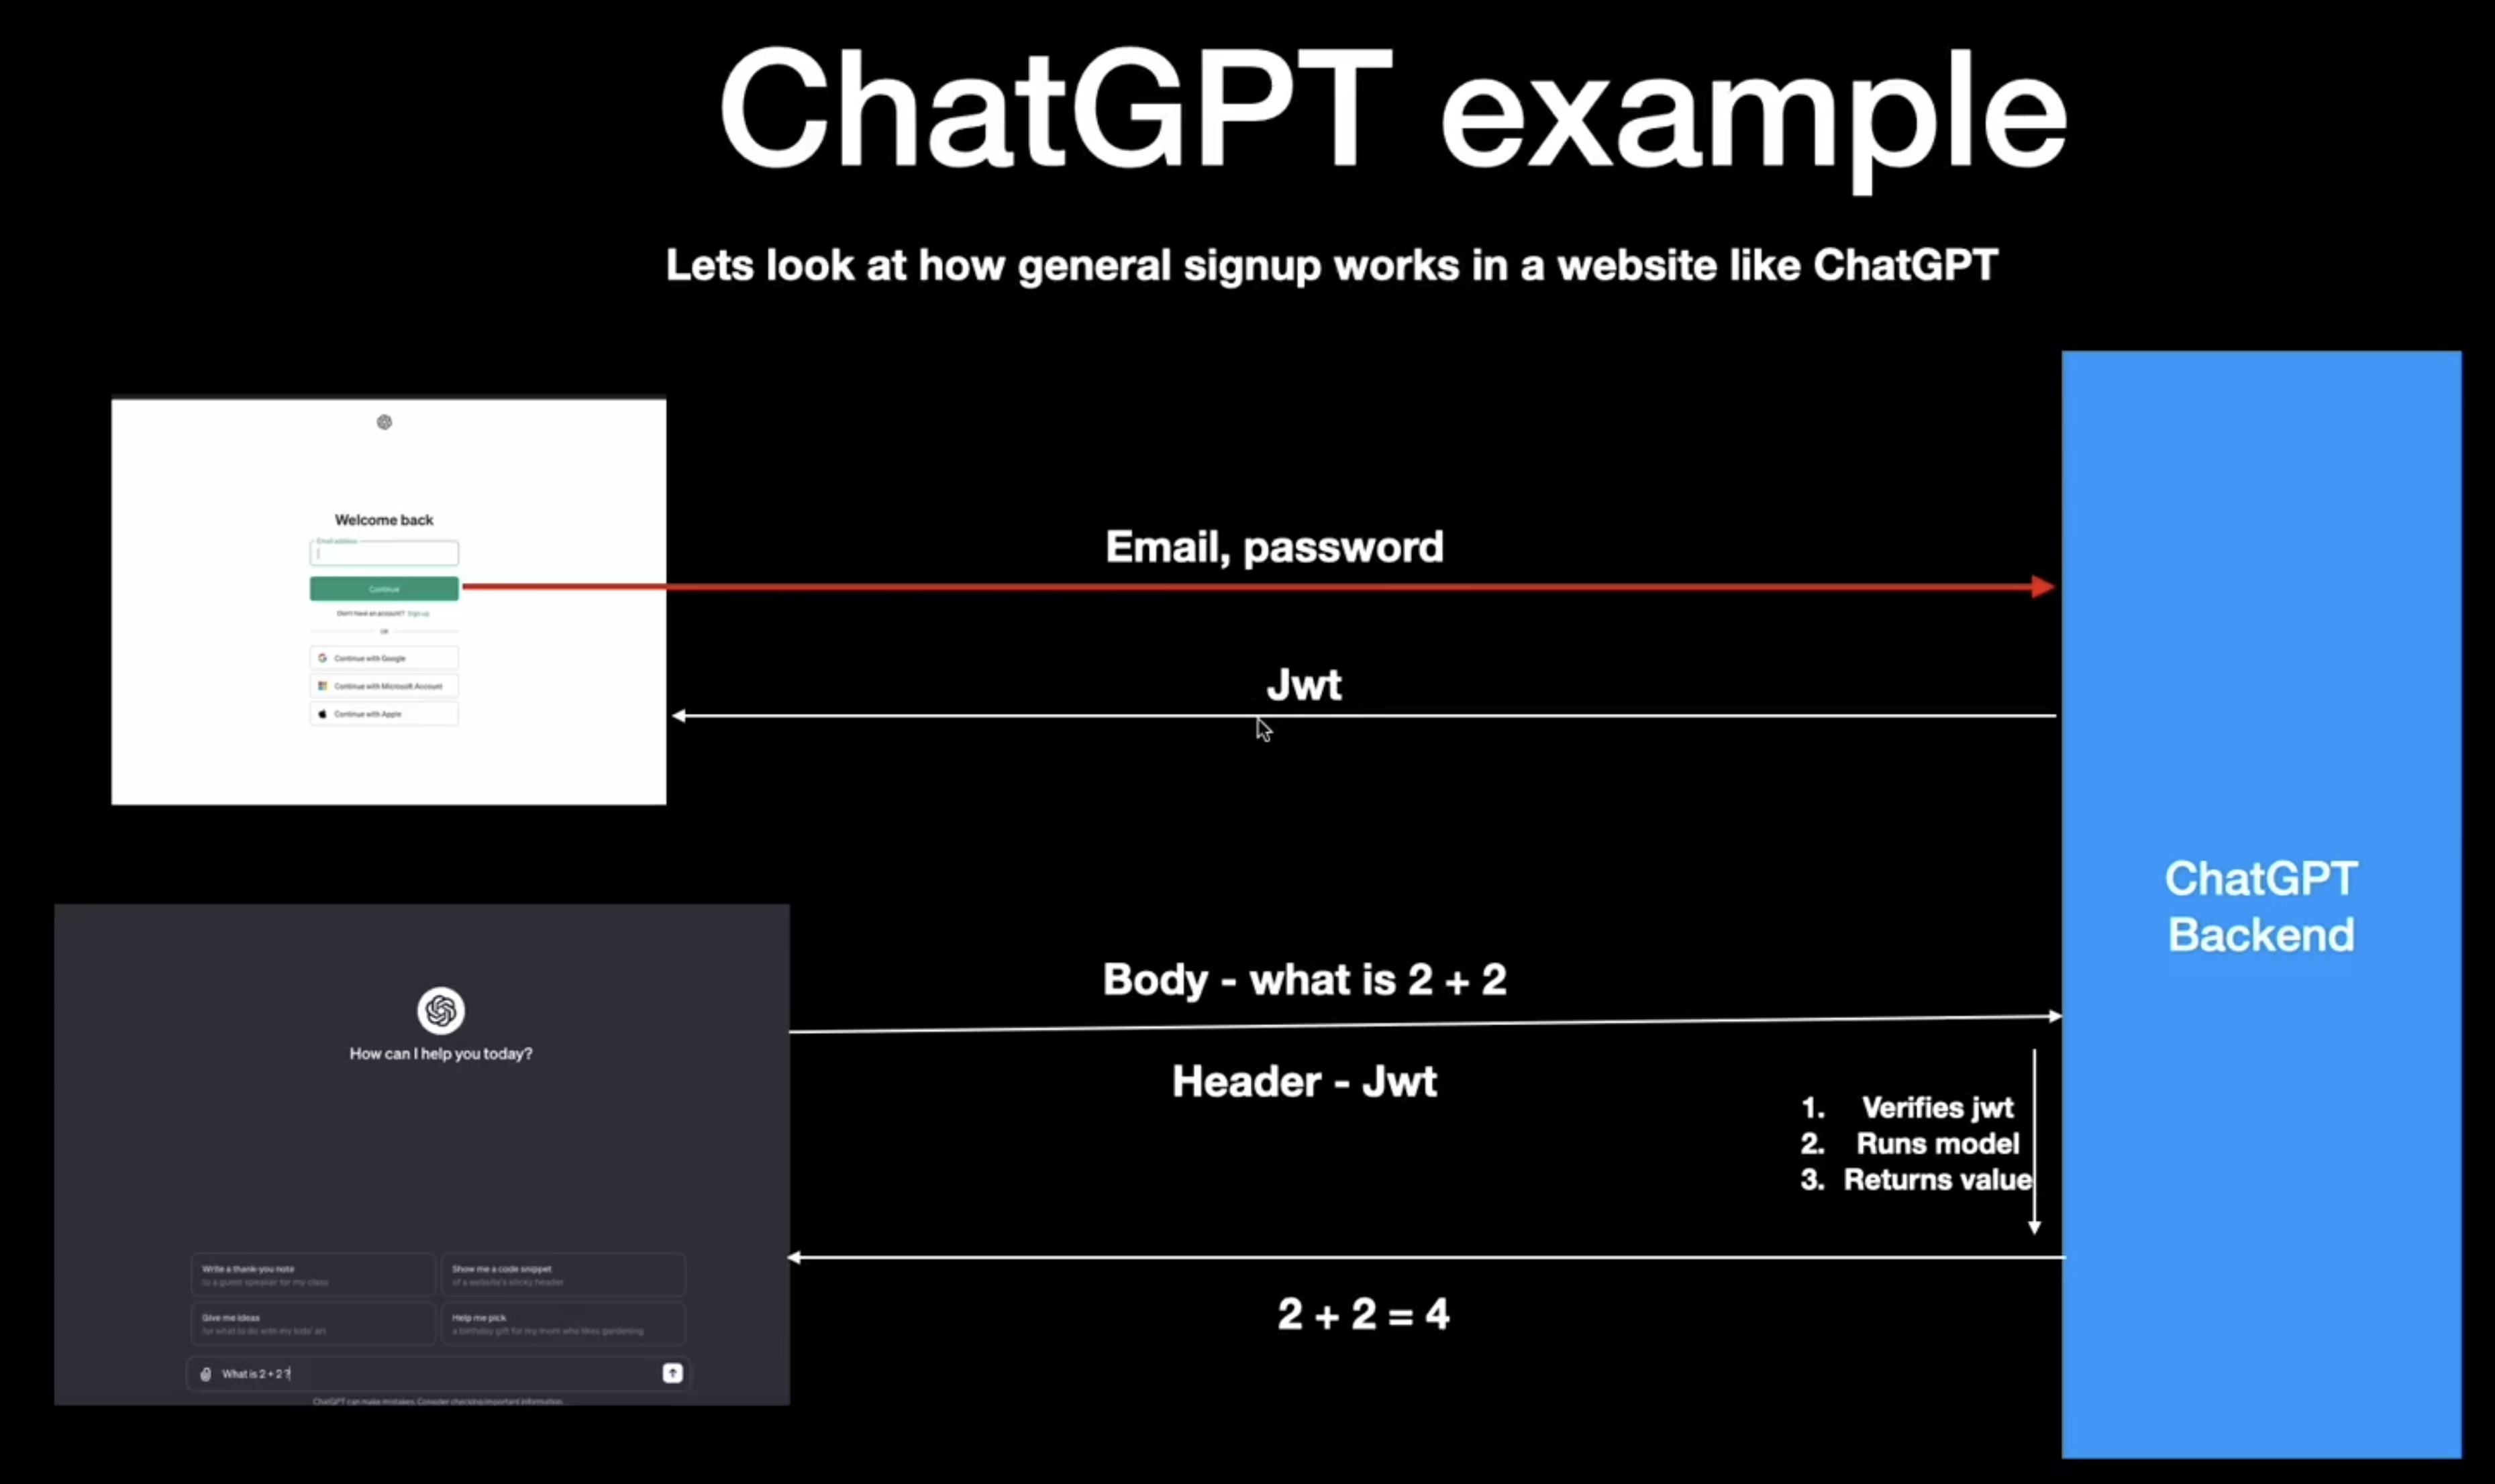 ChatGPT example
Lets look at how general signup works in a website like ChatGPT
Welcome back
Email address
Continue
Don't have an account? Sign up
OR
Continue with Google
Continue with Microsoft Account
Continue with Apple
Email, password
Jwt
ChatGPT
Backend
How can I help you today?
Write a thank-you note
to a guest speaker for my class
Show me a code snippet
of a website's sticky header
Give me ideas
for what to do with my kids' art
Help me pick
a birthday gift for my mom who likes gardening
What is 2 + 2 ?
ChatGPT can make mistakes. Consider checking important information.
Body - what is 2 + 2
Header - Jwt
1. Verifies jwt
2. Runs model
3. Returns value
2 + 2 = 4